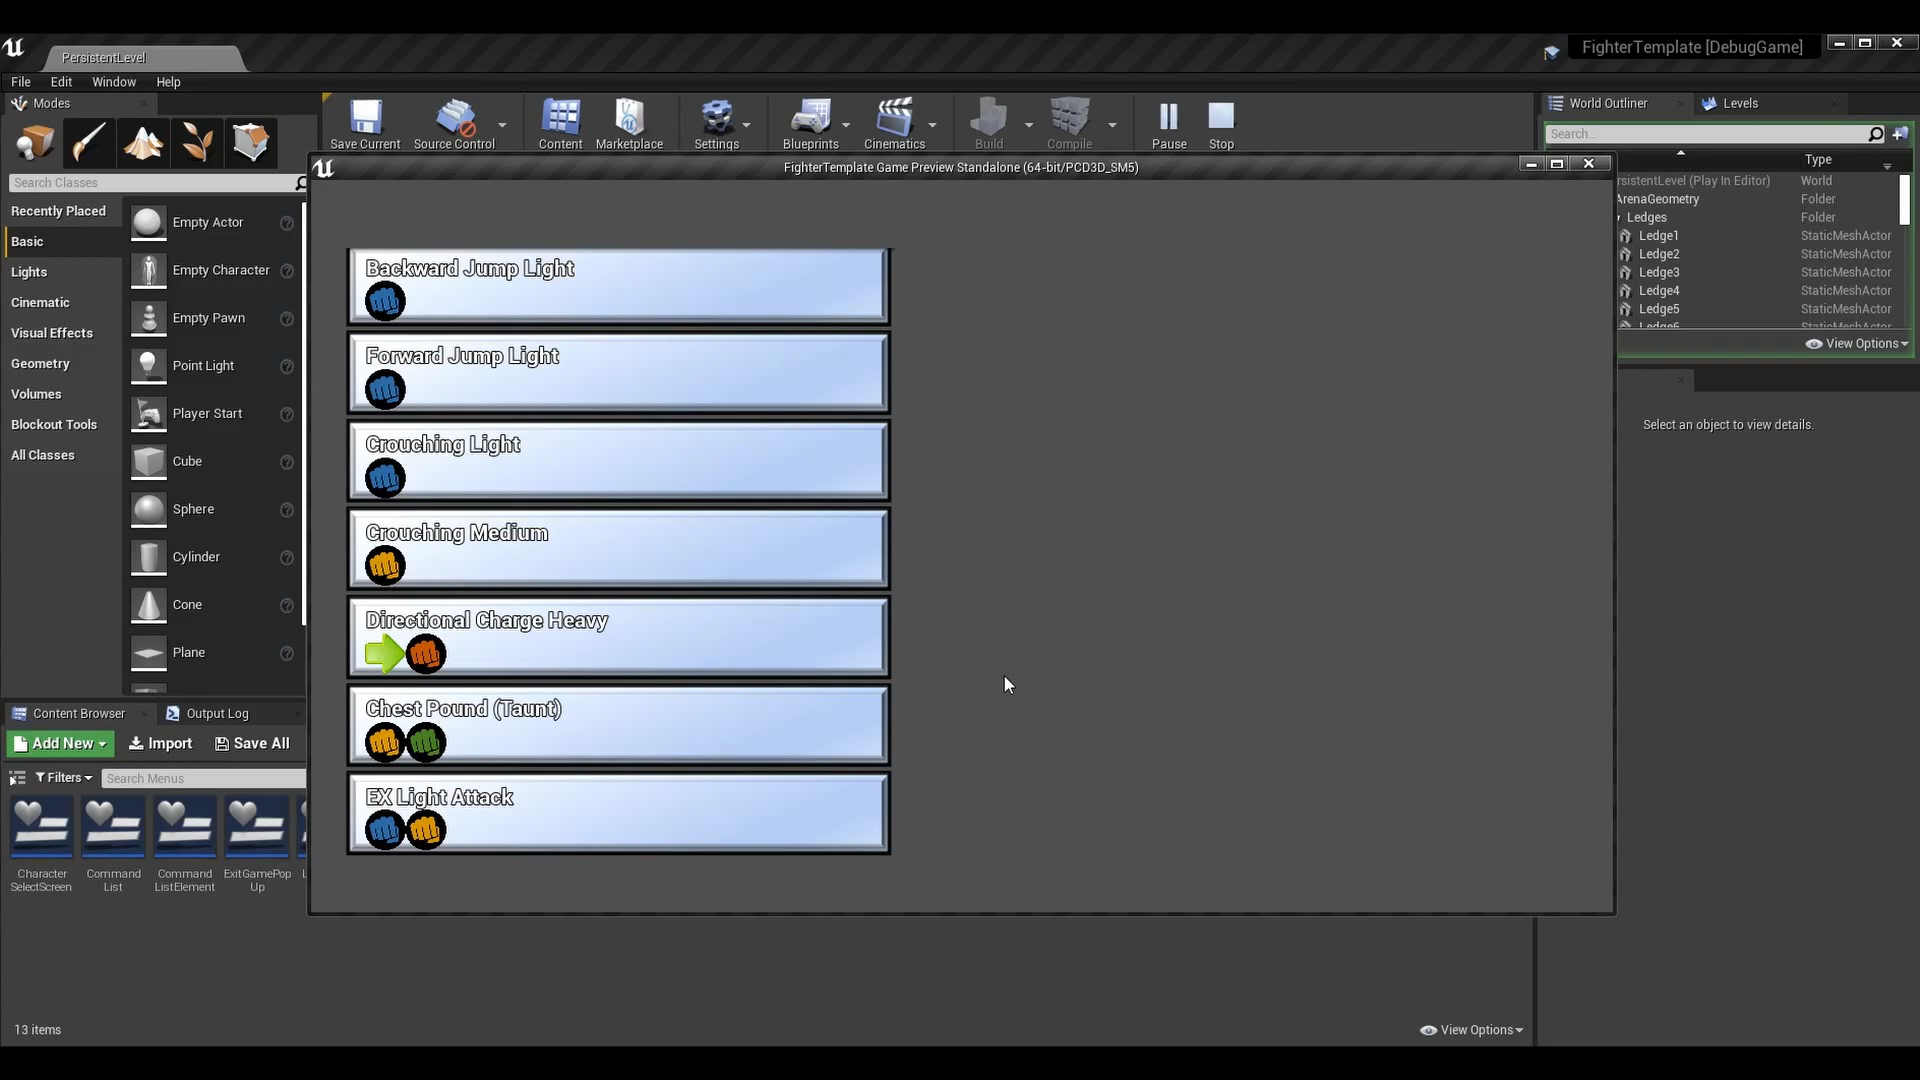 PersistentLevel
FighterTemplate [DebugGame]
File Edit Window Help
Modes
Search Classes
Recently Placed
Basic
Lights
Cinematic
Visual Effects
Geometry
Volumes
Blockout Tools
All Classes
Empty Actor
Empty Character
Empty Pawn
Point Light
Player Start
Cube
Sphere
Cylinder
Cone
Plane
Save Current
Source Control
Content
Marketplace
Settings
Blueprints
Cinematics
Build
Compile
Pause
Stop
FighterTemplate Game Preview Standalone (64-bit/PCD3D_SM5)
Backward Jump Light
Forward Jump Light
Crouching Light
Crouching Medium
Directional Charge Heavy
Chest Pound (Taunt)
EX Light Attack
World Outliner
Levels
Search...
Type
rsistentLevel (Play In Editor) World
ArenaGeometry Folder
Ledges Folder
Ledge1 StaticMeshActor
Ledge2 StaticMeshActor
Ledge3 StaticMeshActor
Ledge4 StaticMeshActor
Ledge5 StaticMeshActor
Ledge6 StaticMeshActor
View Options
Select an object to view details.
Content Browser
Output Log
Add New
Import
Save All
Filters
Search Menus
Character
SelectScreen
Command
List
Command
ListElement
ExitGamePop
Up
13 items
View Options